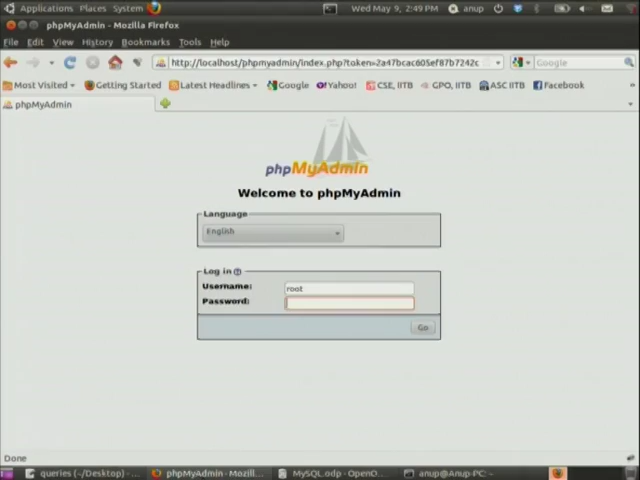 Applications Places System Wed May 9, 2:49 PM anup
phpMyAdmin - Mozilla Firefox
File Edit View History Bookmarks Tools Help
http://localhost/phpmyadmin/index.php?token=2a47bcac605ef87b7242c Google
Most Visited Getting Started Latest Headlines Google Yahoo! CSE, IITB GPO, IITB ASC IITB Facebook
phpMyAdmin
phpMyAdmin
Welcome to phpMyAdmin
Language
English
Log in
Username: root
Password:
Go
Done
queries (~/Desktop) - ... phpMyAdmin - Mozill... MySQL.odp - OpenO... anup@Anup-PC: ~